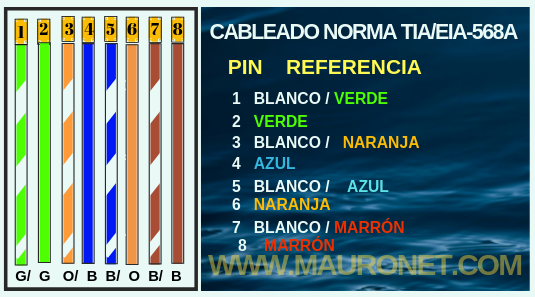 1 2 3 4 5 6 7 8
G/ G O/ B B/ O B/ B
CABLEADO NORMA TIA/EIA-568A
PIN REFERENCIA
1 BLANCO / VERDE
2 VERDE
3 BLANCO / NARANJA
4 AZUL
5 BLANCO / AZUL
6 NARANJA
7 BLANCO / MARRÓN
8 MARRÓN
WWW.MAURONET.COM